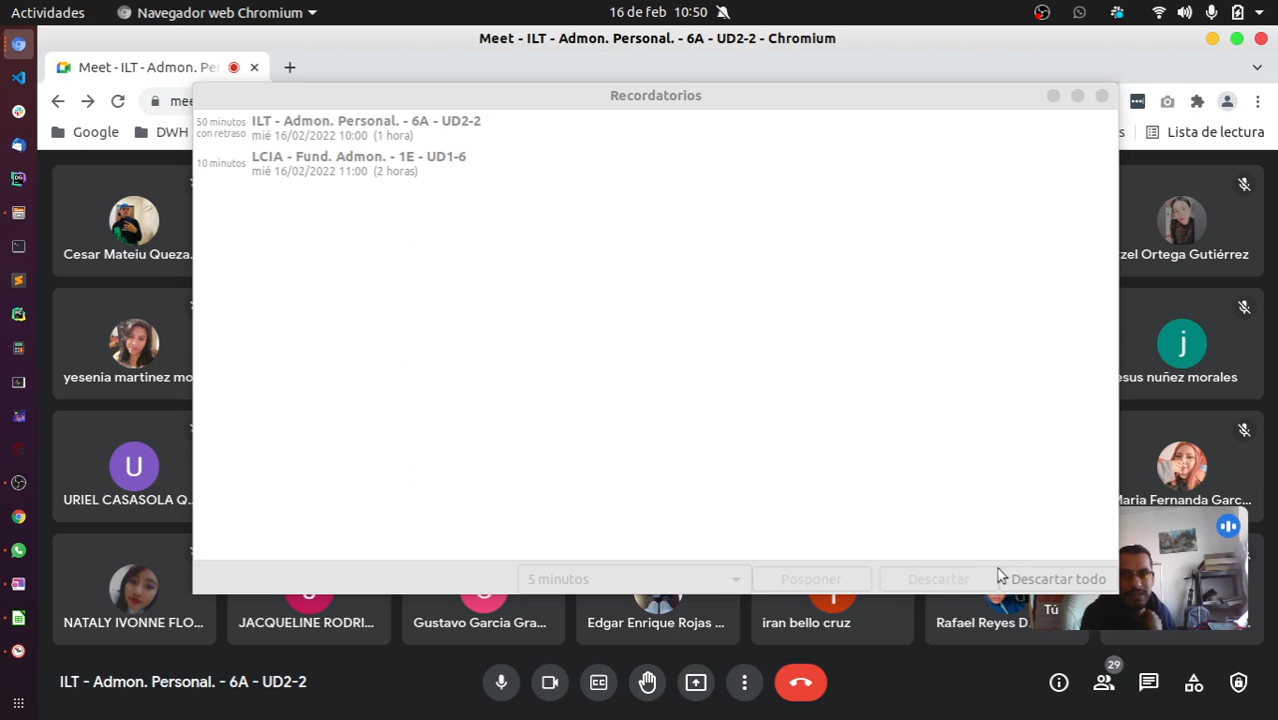 Actividades
Navegador web Chromium
16 de feb 10:50
Meet - ILT - Admon. Personal. - 6A - UD2-2 - Chromium
Meet - ILT - Admon. Per
mee
Google
DWH
s
Lista de lectura
Recordatorios
50 minutos
con retraso
ILT - Admon. Personal. - 6A - UD2-2
mié 16/02/2022 10:00 (1 hora)
10 minutos
LCIA - Fund. Admon. - 1E - UD1-6
mié 16/02/2022 11:00 (2 horas)
Cesar Mateiu Queza.
zel Ortega Gutiérrez
yesenia martinez mo
j
esus nuñez morales
U
URIEL CASASOLA Q..
Maria Fernanda Garc...
5 minutos
Posponer
Descartar
Descartar todo
NATALY IVONNE FLO...
JACQUELINE RODRI...
Gustavo Garcia Gra...
Edgar Enrique Rojas ...
iran bello cruz
Rafael Reyes D
Tú
ILT - Admon. Personal. - 6A - UD2-2
29